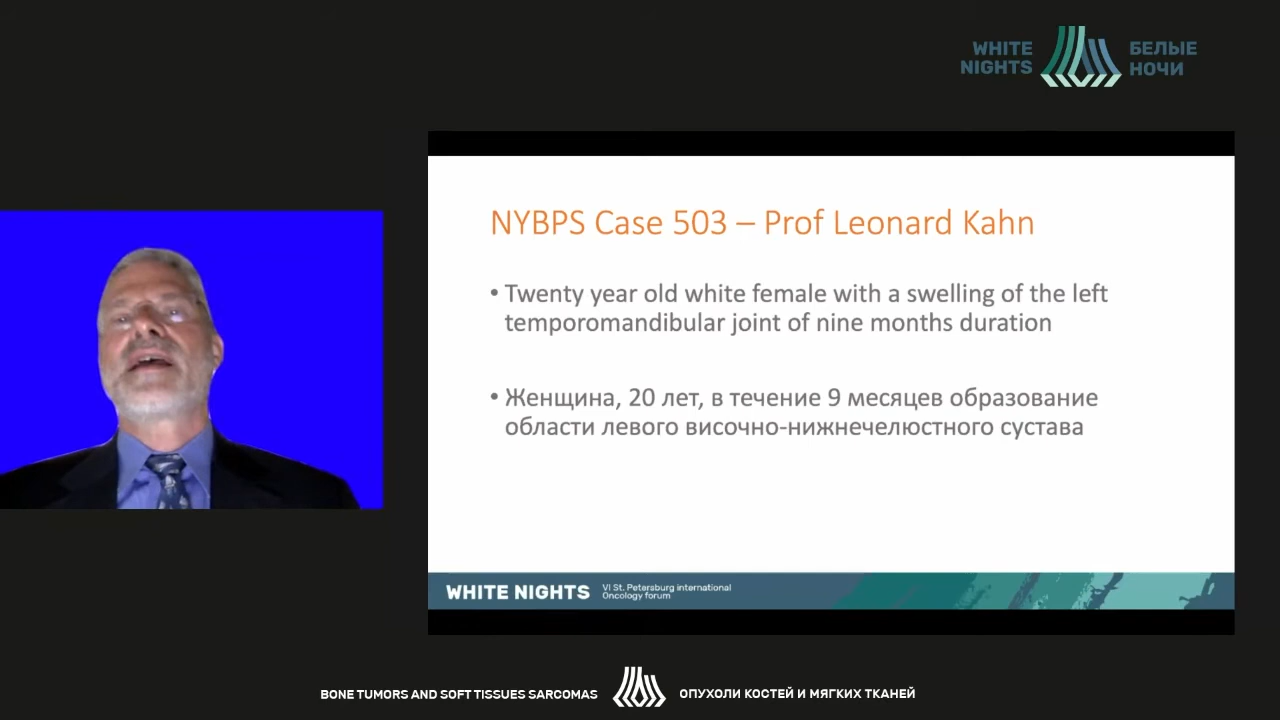 WHITE
NIGHTS
БЕЛЫЕ
НОЧИ
NYBPS Case 503 – Prof Leonard Kahn
• Twenty year old white female with a swelling of the left
temporomandibular joint of nine months duration
• Женщина, 20 лет, в течение 9 месяцев образование
области левого височно-нижнечелюстного сустава
WHITE NIGHTS
VI St. Petersburg international
Oncology forum
BONE TUMORS AND SOFT TISSUES SARCOMAS
ОПУХОЛИ КОСТЕЙ И МЯГКИХ ТКАНЕЙ